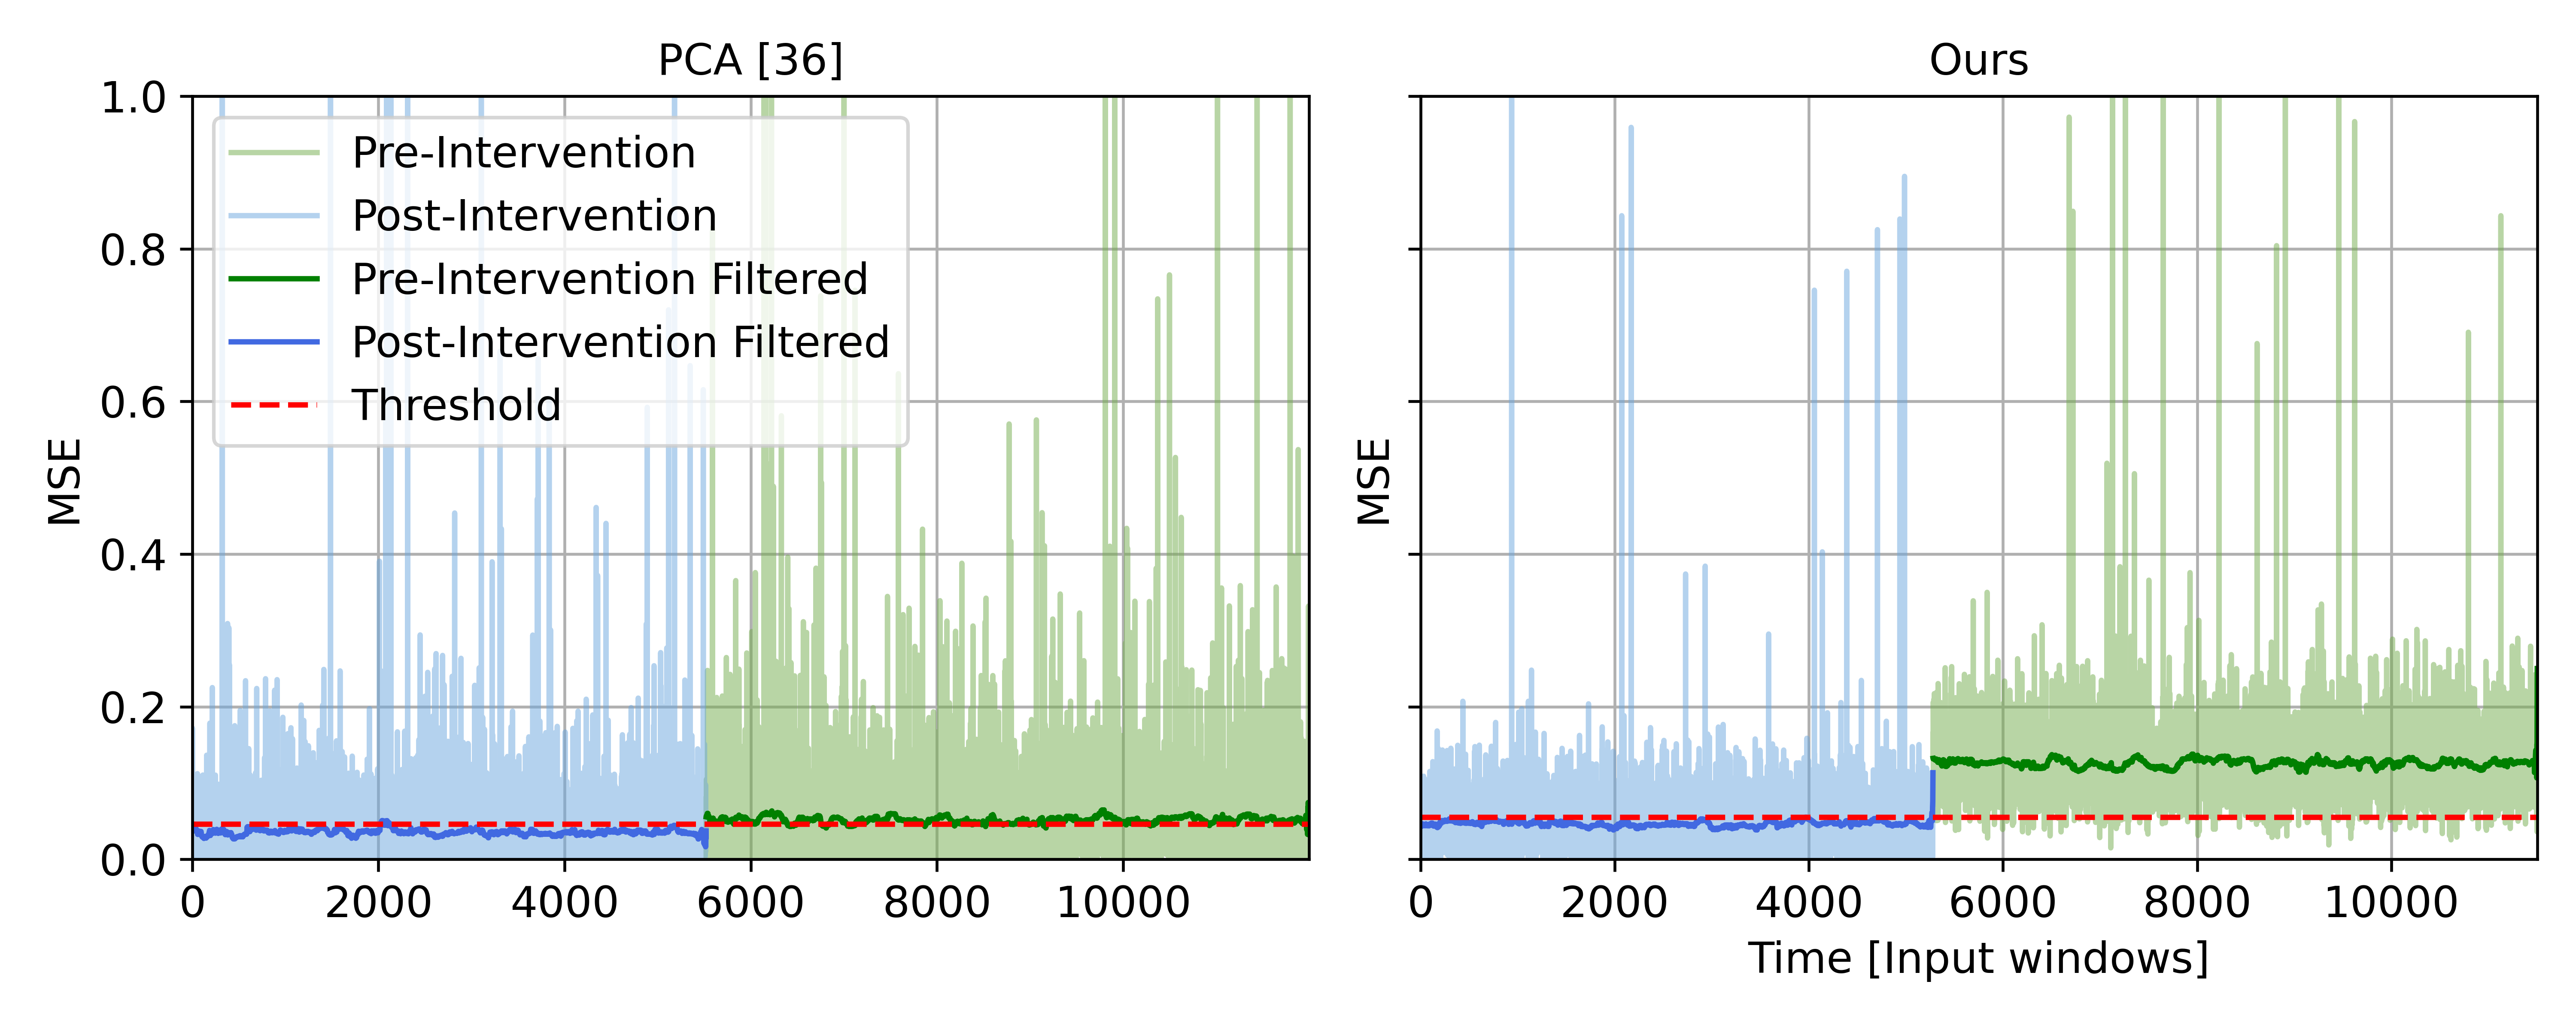 PCA [36]
Ours
MSE
1.0
0.8
0.6
0.4
0.2
0.0
Pre-Intervention
Post-Intervention
Pre-Intervention Filtered
Post-Intervention Filtered
Threshold
0 2000 4000 6000 8000 10000
MSE
0 2000 4000 6000 8000 10000
Time [Input windows]